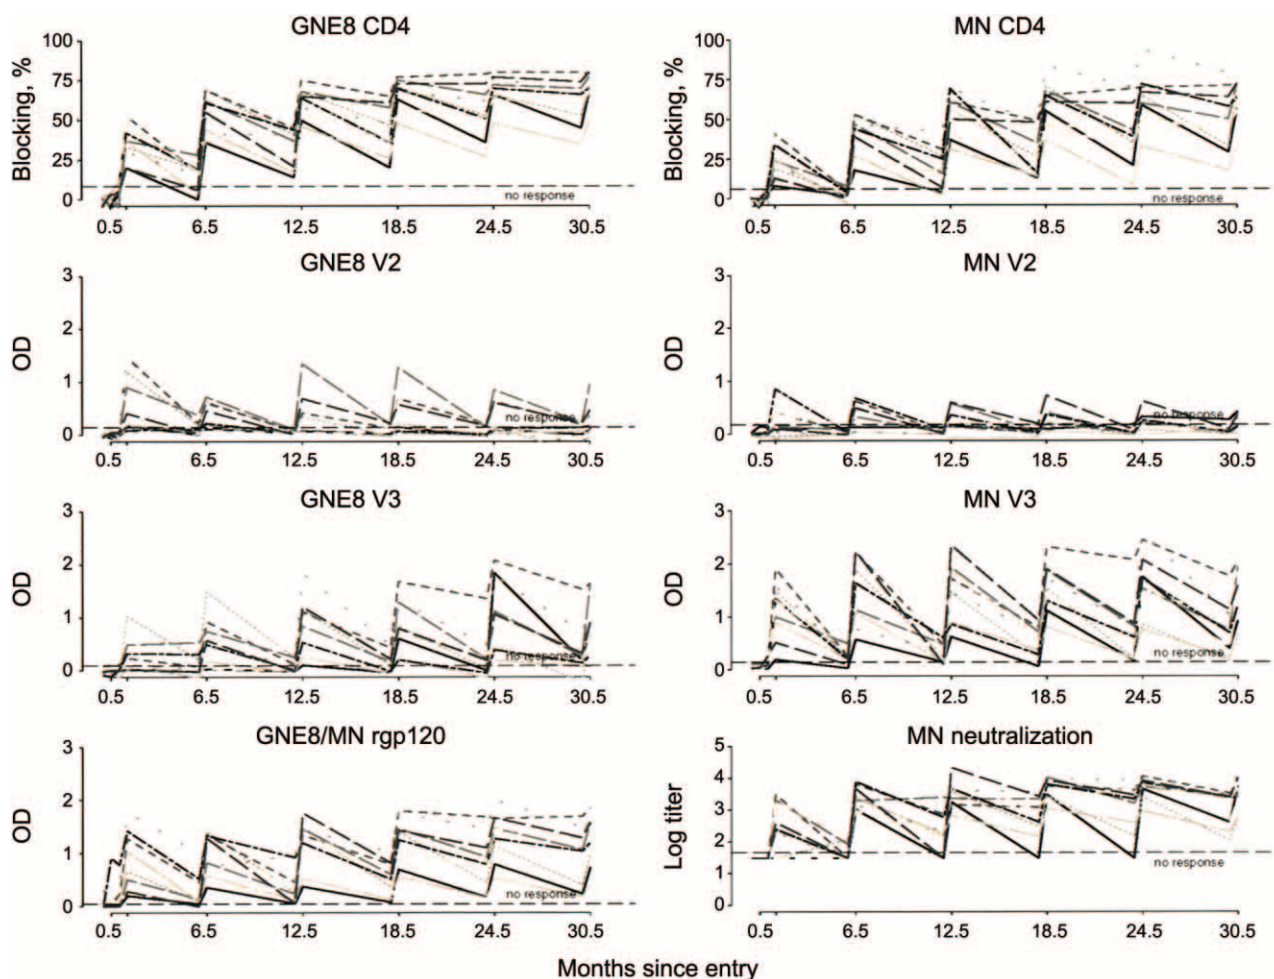 GNE8 CD4
Blocking, %
100
75
50
25
0
no response
0.5 6.5 12.5 18.5 24.5 30.5
MN CD4
Blocking, %
100
75
50
25
0
no response
0.5 6.5 12.5 18.5 24.5 30.5
GNE8 V2
OD
3
2
1
0
no response
0.5 6.5 12.5 18.5 24.5 30.5
MN V2
OD
3
2
1
0
no response
0.5 6.5 12.5 18.5 24.5 30.5
GNE8 V3
OD
3
2
1
0
no response
0.5 6.5 12.5 18.5 24.5 30.5
MN V3
OD
3
2
1
0
no response
0.5 6.5 12.5 18.5 24.5 30.5
GNE8/MN rgp120
OD
3
2
1
0
no response
0.5 6.5 12.5 18.5 24.5 30.5
MN neutralization
Log titer
5
4
3
2
1
0
no response
0.5 6.5 12.5 18.5 24.5 30.5
Months since entry